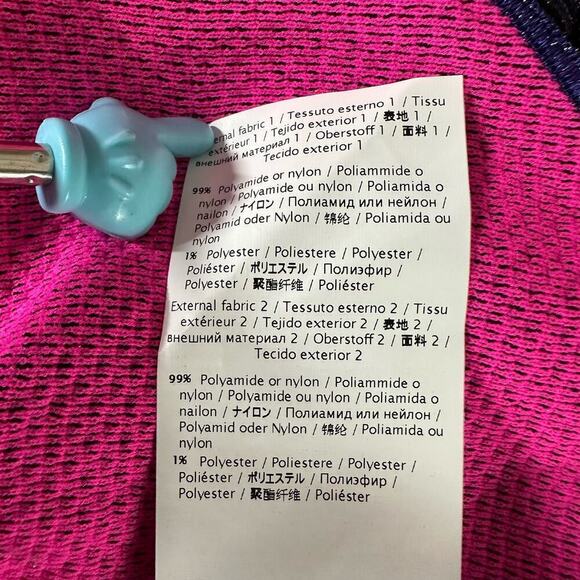 ernal fabric 1 / Tessuto esterno 1 / Tissu
extérieur 1 / Tejido exterior 1 / 表地 1 /
внешний материал 1 / Oberstoff 1 / 面料 1 /
Tecido exterior 1
99% Polyamide or nylon / Poliammide o
nylon / Polyamide ou nylon / Poliamida o
nailon / ナイロン / Полиамид или нейлон /
Polyamid oder Nylon / 锦纶 / Poliamida ou
nylon
1% Polyester / Poliestere / Polyester /
Poliéster / ポリエステル / Полиэфир /
Polyester / 聚酯纤维 / Poliéster
External fabric 2 / Tessuto esterno 2 / Tissu
extérieur 2 / Tejido exterior 2 / 表地 2 /
внешний материал 2 / Oberstoff 2 / 面料 2 /
Tecido exterior 2
99% Polyamide or nylon / Poliammide o
nylon / Polyamide ou nylon / Poliamida o
nailon / ナイロン / Полиамид или нейлон /
Polyamid oder Nylon / 锦纶 / Poliamida ou
nylon
1% Polyester / Poliestere / Polyester /
Poliéster / ポリエステル / Полиэфир /
Polyester / 聚酯纤维 / Poliéster